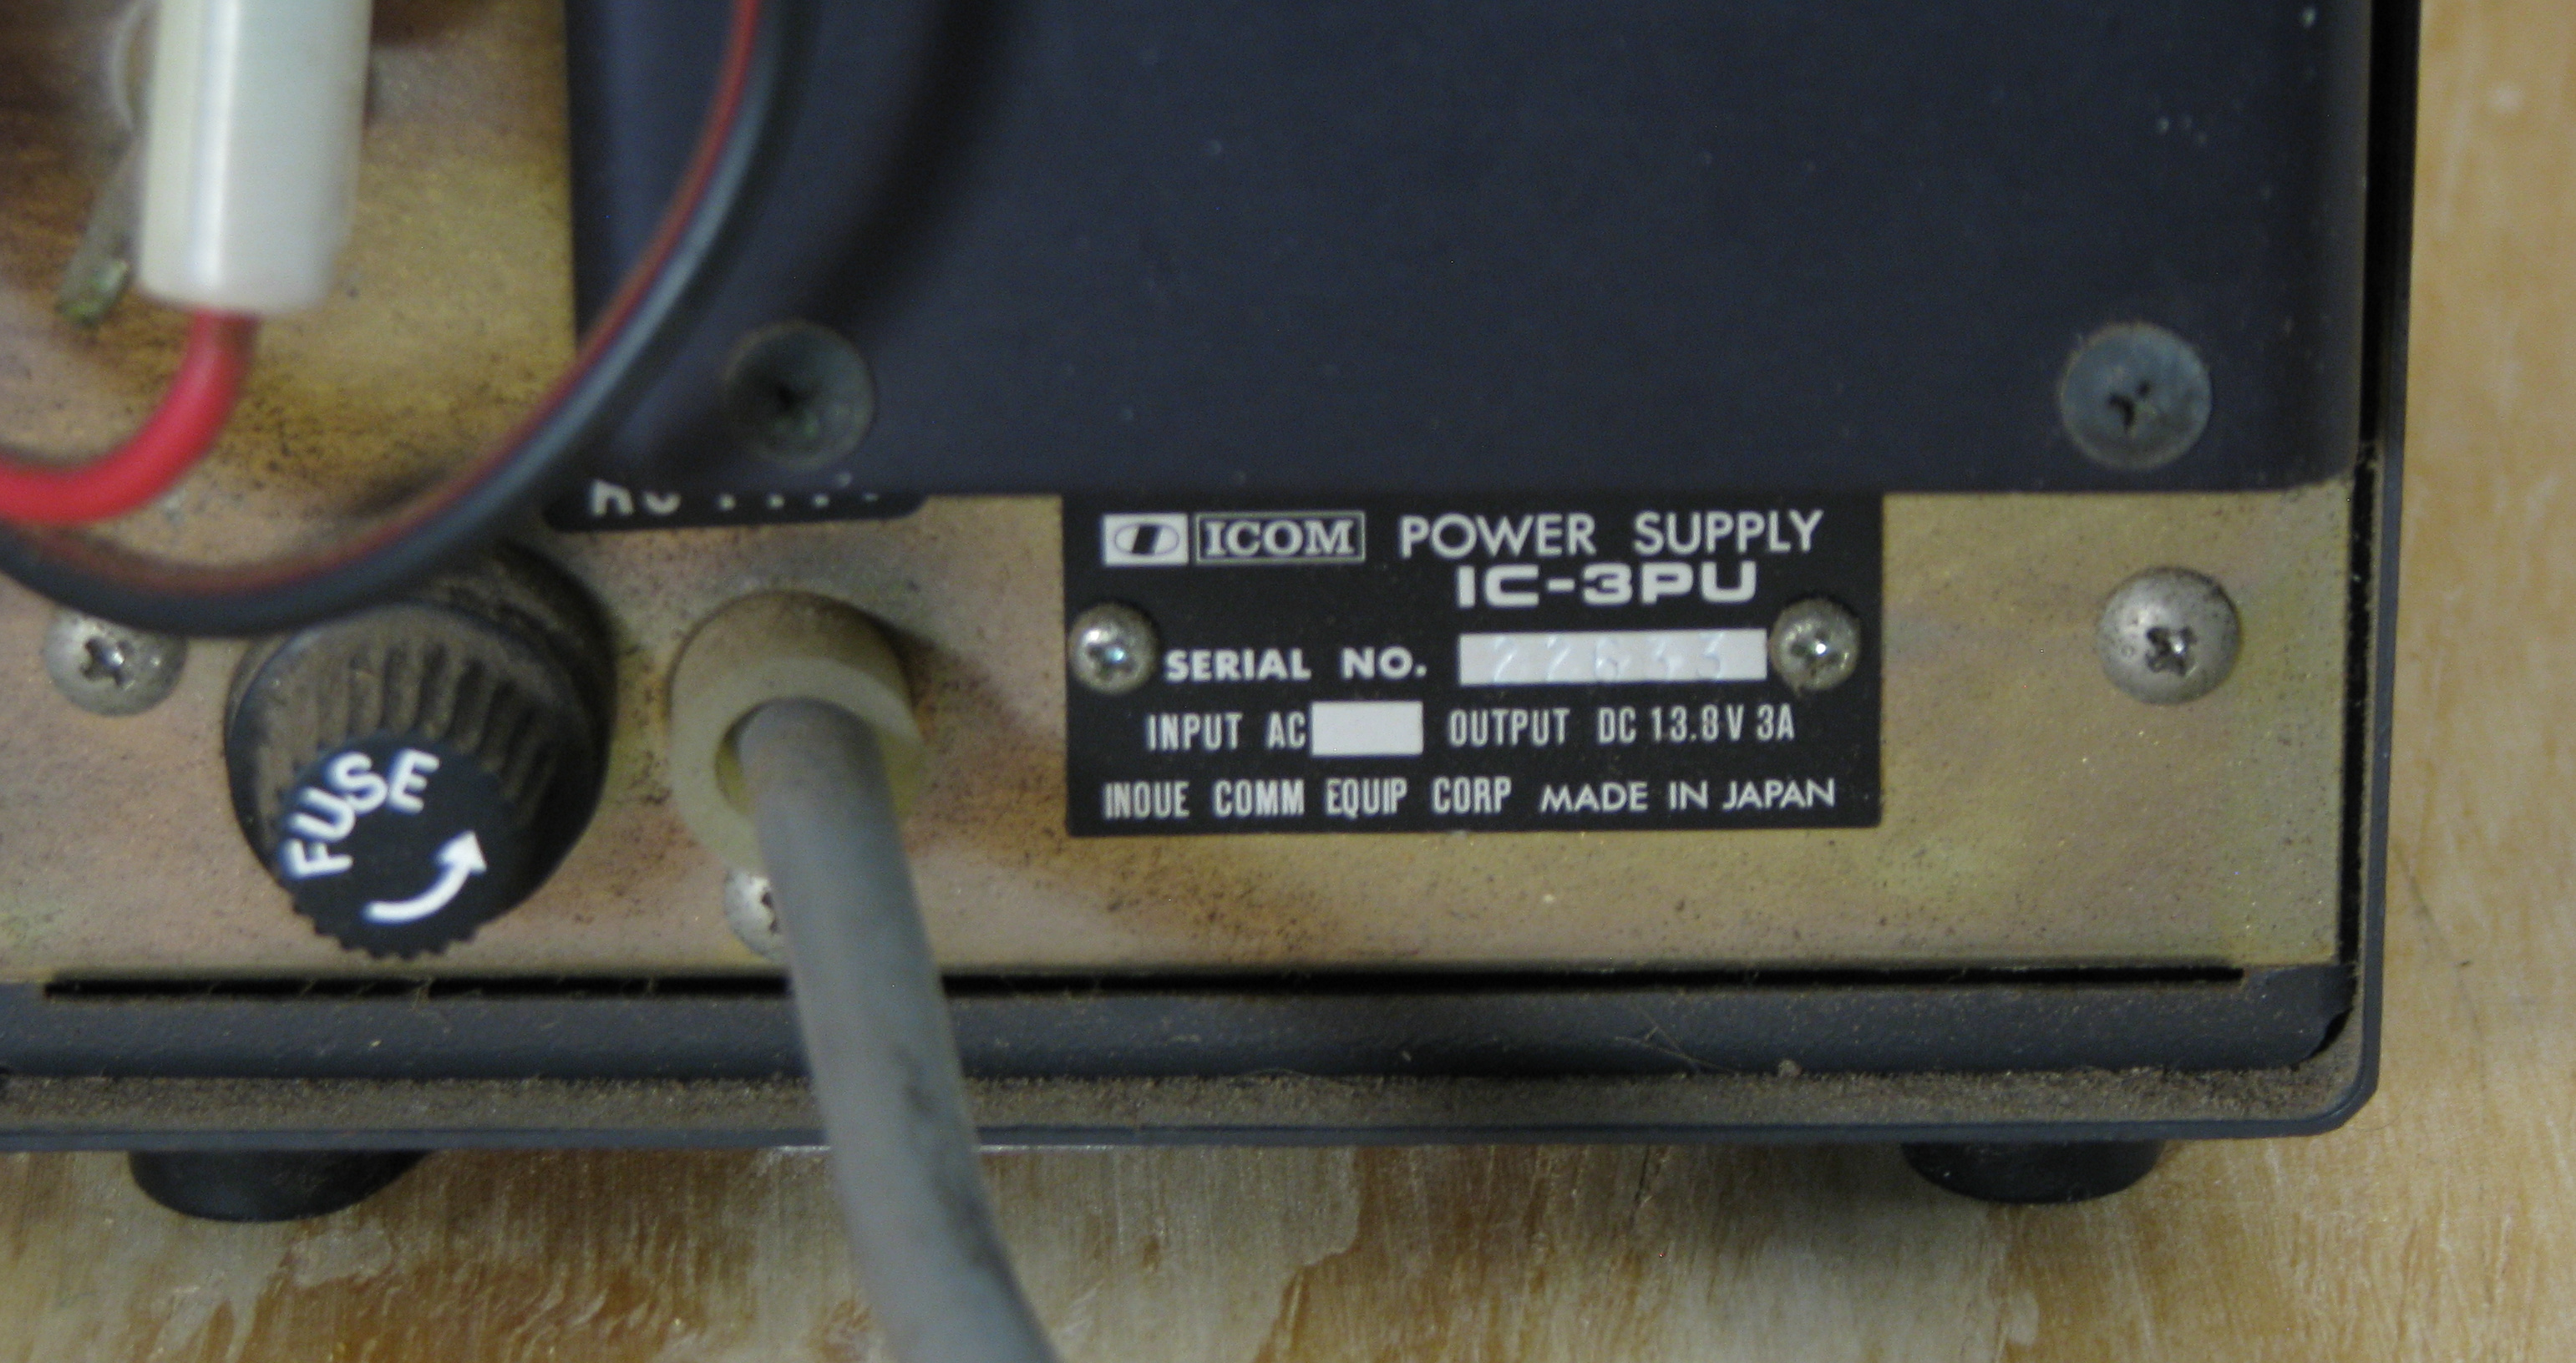 ICOM POWER SUPPLY
IC-3PU
SERIAL NO.
INPUT AC OUTPUT DC 13.8V 3A
INOUE COMM EQUIP CORP MADE IN JAPAN
FUSE